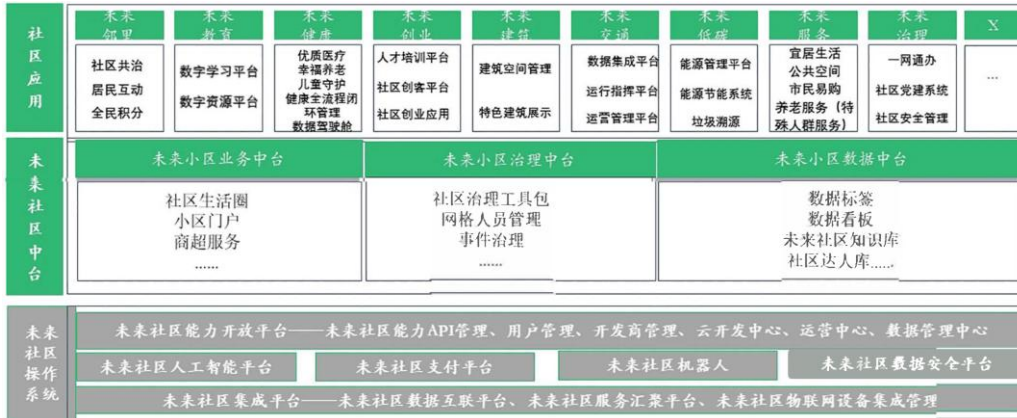 社区应用
未来邻里
社区共治
居民互动
全民积分
未来教育
数字学习平台
数字资源平台
未来健康
优质医疗
幸福养老
儿童守护
健康全流程闭
环管理
数据驾驶舱
未来创业
人才培训平台
社区创客平台
社区创业应用
未来建筑
建筑空间管理
特色建筑展示
未来交通
数据集成平台
运行指挥平台
运营管理平台
未来低碳
能源管理平台
能源节能系统
垃圾溯源
未来服务
宜居生活
公共空间
市民易购
养老服务（特
殊人群服务）
未来治理
一网通办
社区党建系统
社区安全管理
X
...
未来社区中台
未来小区业务中台
社区生活圈
小区门户
商超服务
......
未来小区治理中台
社区治理工具包
网格人员管理
事件治理
......
未来小区数据中台
数据标签
数据看板
未来社区知识库
社区达人库.....
未来
社区
操作
系统
未来社区能力开放平台——未来社区能力API管理、用户管理、开发商管理、云开发中心、运营中心、数据管理中心
未来社区人工智能平台
未来社区支付平台
未来社区机器人
未来社区数据安全平台
未来社区集成平台——未来社区数据互联平台、未来社区服务汇聚平台、未来社区物联网设备集成管理